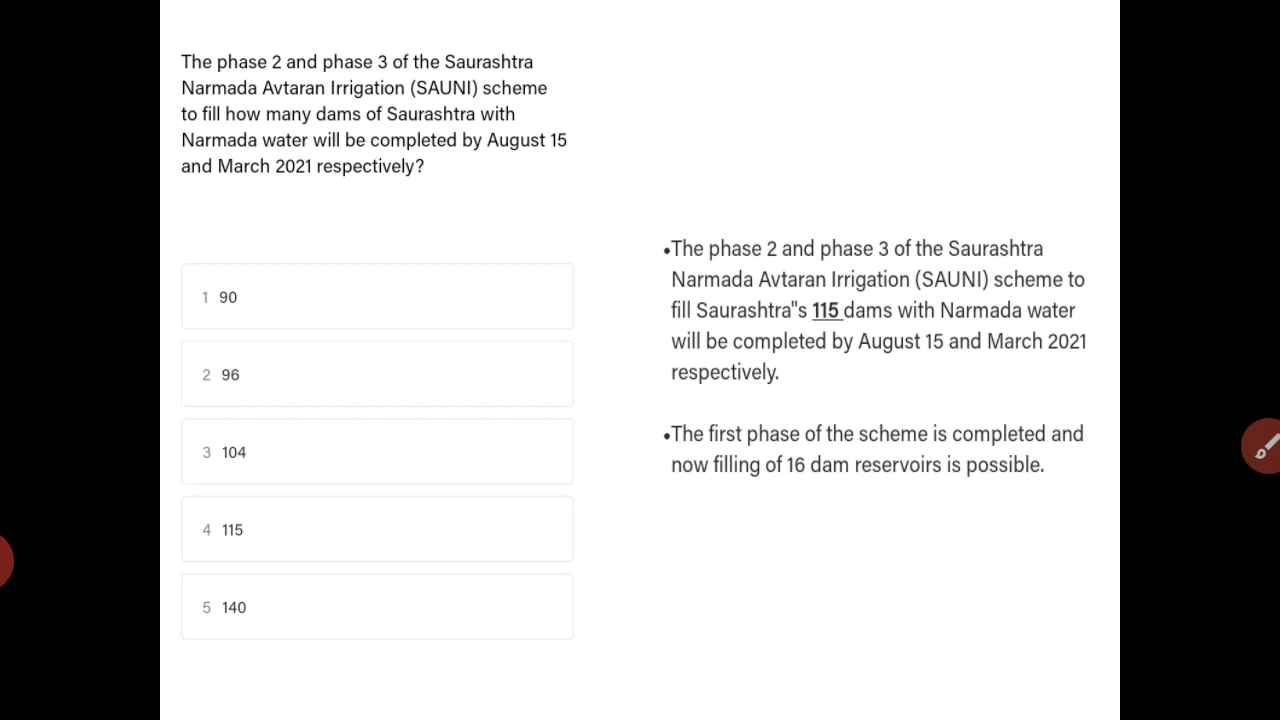 The phase 2 and phase 3 of the Saurashtra
Narmada Avtaran Irrigation (SAUNI) scheme
to fill how many dams of Saurashtra with
Narmada water will be completed by August 15
and March 2021 respectively?
1 90
2 96
3 104
4 115
5 140
•The phase 2 and phase 3 of the Saurashtra
Narmada Avtaran Irrigation (SAUNI) scheme to
fill Saurashtra"s 115 dams with Narmada water
will be completed by August 15 and March 2021
respectively.
•The first phase of the scheme is completed and
now filling of 16 dam reservoirs is possible.